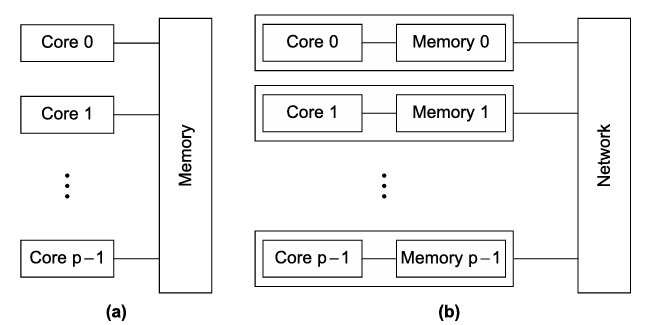 Core 0
Core 1
⋮
Core p−1
Memory
(a)
Core 0 Memory 0
Core 1 Memory 1
⋮
Core p−1 Memory p−1
Network
(b)